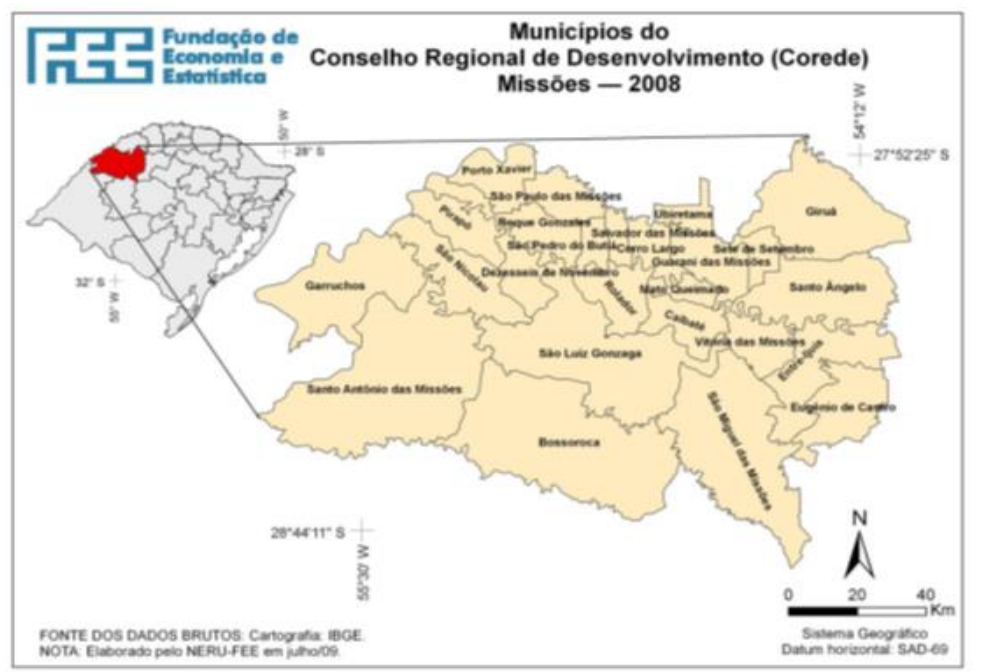 FEE Fundação de
Economia e
Estatística
Municípios do
Conselho Regional de Desenvolvimento (Corede)
Missões — 2008
50° W
28° S
32° S
55° W
54°12' W
27°52'25" S
Porto Xavier
São Paulo das Missões
Pirapó
Roque Gonzales
Ubiretama
Salvador das Missões
Giruá
São Pedro do Butiá
Cerro Largo
Sete de Setembro
Guarani das Missões
São Nicolau
Dezesseis de Novembro
Garruchos
Rolador
Mato Queimado
Santo Ângelo
Caibaté
Vitória das Missões
São Luiz Gonzaga
Entre-Ijuís
Santo Antônio das Missões
Eugênio de Castro
Bossoroca
São Miguel das Missões
28°44'11" S
55°30' W
N
0 20 40
Km
FONTE DOS DADOS BRUTOS: Cartografia: IBGE.
NOTA: Elaborado pelo NERU-FEE em julho/09.
Sistema Geográfico
Datum horizontal: SAD-69